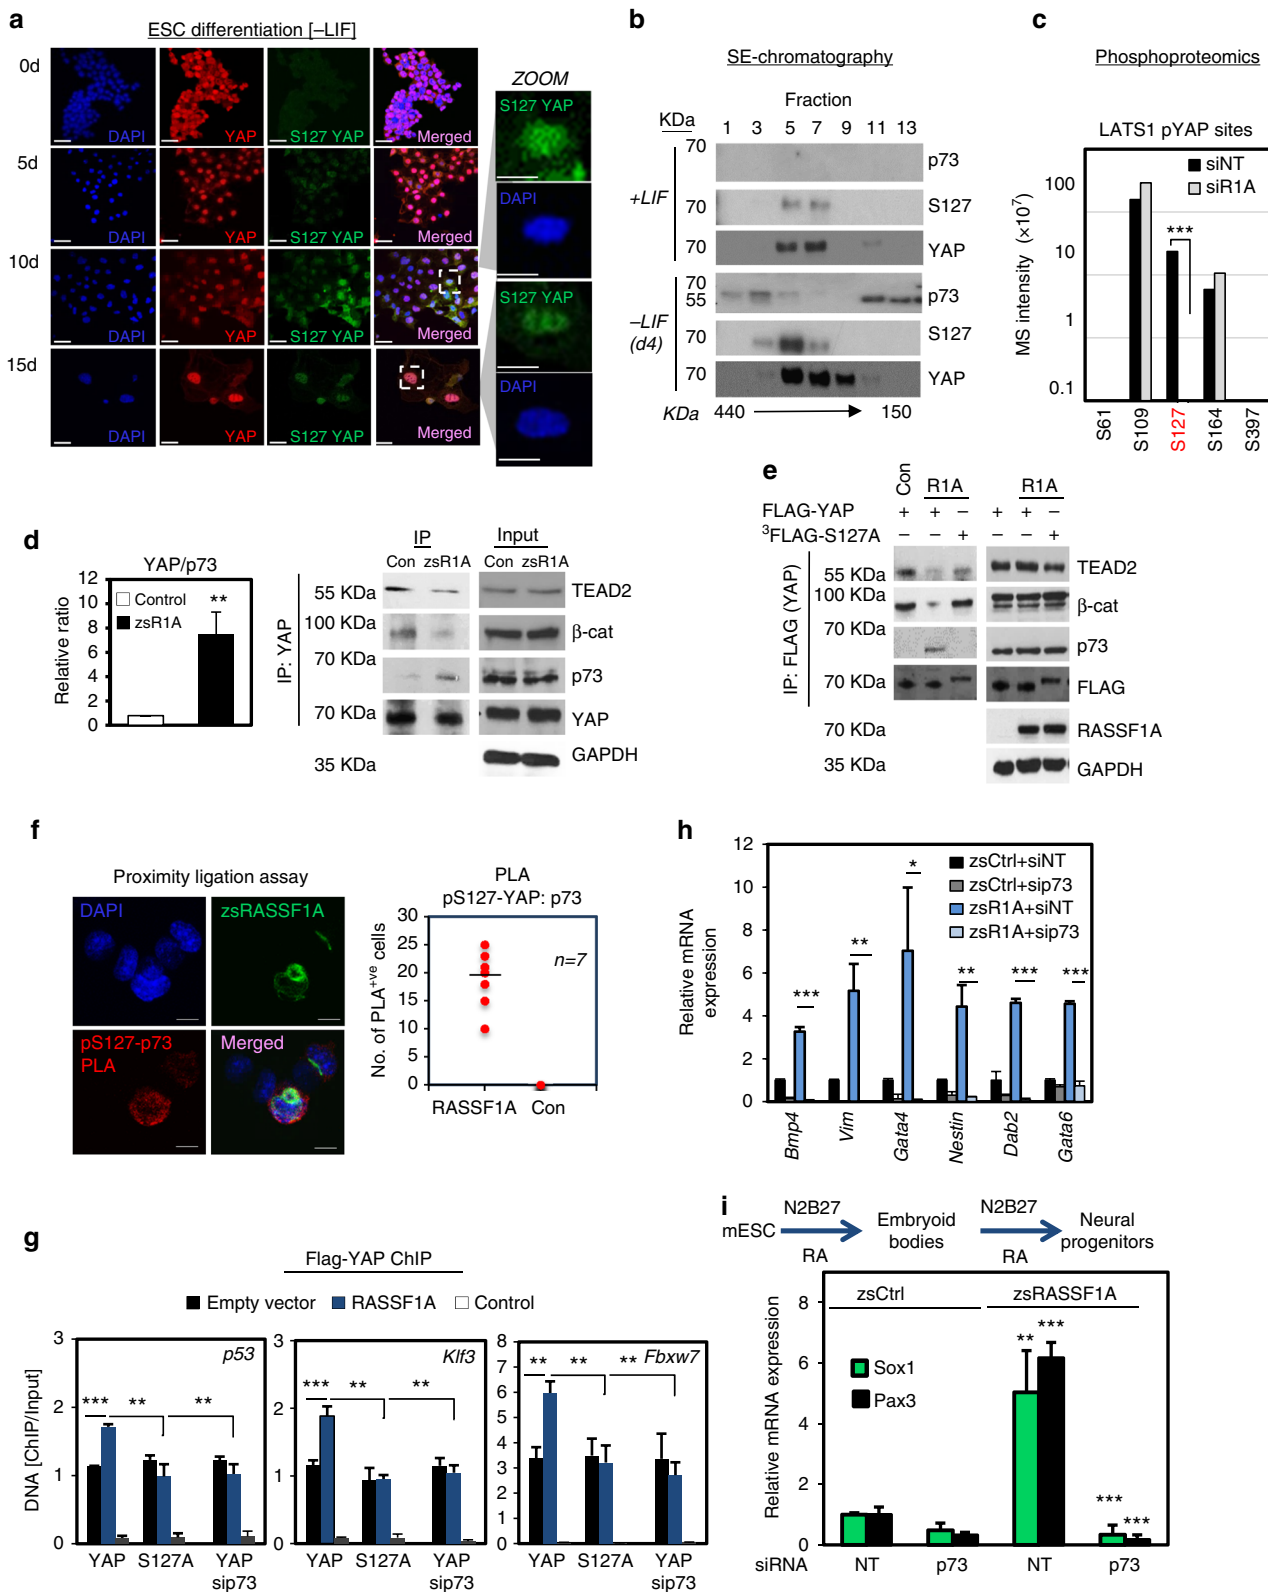 a
ESC differentiation [–LIF]
0d
DAPI
YAP
S127 YAP
Merged
5d
DAPI
YAP
S127 YAP
Merged
10d
DAPI
YAP
S127 YAP
Merged
15d
DAPI
YAP
S127 YAP
Merged
ZOOM
S127 YAP
DAPI
S127 YAP
DAPI
b
SE-chromatography
Fraction
KDa 1 3 5 7 9 11 13
+LIF
70 p73
70 S127
70 YAP
–LIF (d4)
70
55 p73
70 S127
70 YAP
KDa 440 150
c
Phosphoproteomics
LATS1 pYAP sites
siNT
siR1A
***
MS intensity (×10⁷)
100
10
1
0.1
S61 S109 S127 S164 S397
d
YAP/p73
Control
zsR1A
**
Relative ratio
12
10
8
6
4
2
0
IP Input
Con zsR1A Con zsR1A
IP: YAP
55 KDa TEAD2
100 KDa β-cat
70 KDa p73
70 KDa YAP
35 KDa GAPDH
e
Con R1A R1A
FLAG-YAP + + – + + –
³FLAG-S127A – – + – – +
IP: FLAG (YAP)
55 KDa TEAD2
100 KDa β-cat
70 KDa p73
70 KDa FLAG
70 KDa RASSF1A
35 KDa GAPDH
f
Proximity ligation assay
DAPI
zsRASSF1A
pS127-p73
PLA
Merged
PLA
pS127-YAP: p73
n=7
No. of PLA⁺ᵛᵉ cells
30
25
20
15
10
5
0
RASSF1A Con
h
Relative mRNA
expression
12
10
8
6
4
2
0
zsCtrl+siNT
zsCtrl+sip73
zsR1A+siNT
zsR1A+sip73
*** ** * ** *** ***
Bmp4 Vim Gata4 Nestin Dab2 Gata6
g
Flag-YAP ChIP
Empty vector RASSF1A Control
DNA [ChIP/Input]
p53
3
2
1
0
*** ** **
YAP S127A YAP
sip73
Klf3
3
2
1
0
*** ** **
YAP S127A YAP
sip73
Fbxw7
8
7
6
5
4
3
2
1
0
** ** **
YAP S127A YAP
sip73
i
mESC N2B27 RA Embryoid bodies N2B27 RA Neural progenitors
zsCtrl zsRASSF1A
Relative mRNA expression
8
6
4
2
0
Sox1
Pax3
** *** *** ***
siRNA NT p73 NT p73